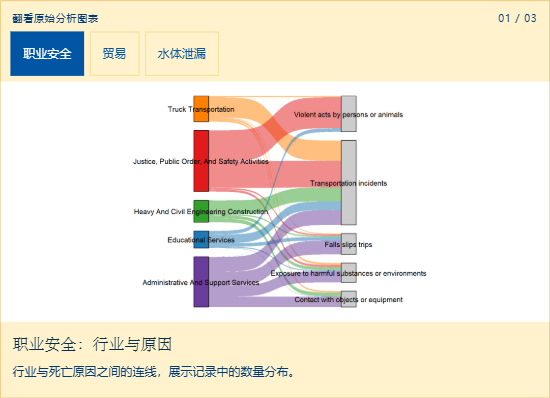 翻看原始分析图表
01 / 03
职业安全
贸易
水体泄漏
Truck Transportation
Violent acts by persons or animals
Justice, Public Order, And Safety Activities
Transportation incidents
Heavy And Civil Engineering Construction
Educational Services
Falls slips trips
Exposure to harmful substances or environments
Administrative And Support Sarvices
Contact with objects or equipment
职业安全：行业与原因
行业与死亡原因之间的连线，展示记录中的数量分布。